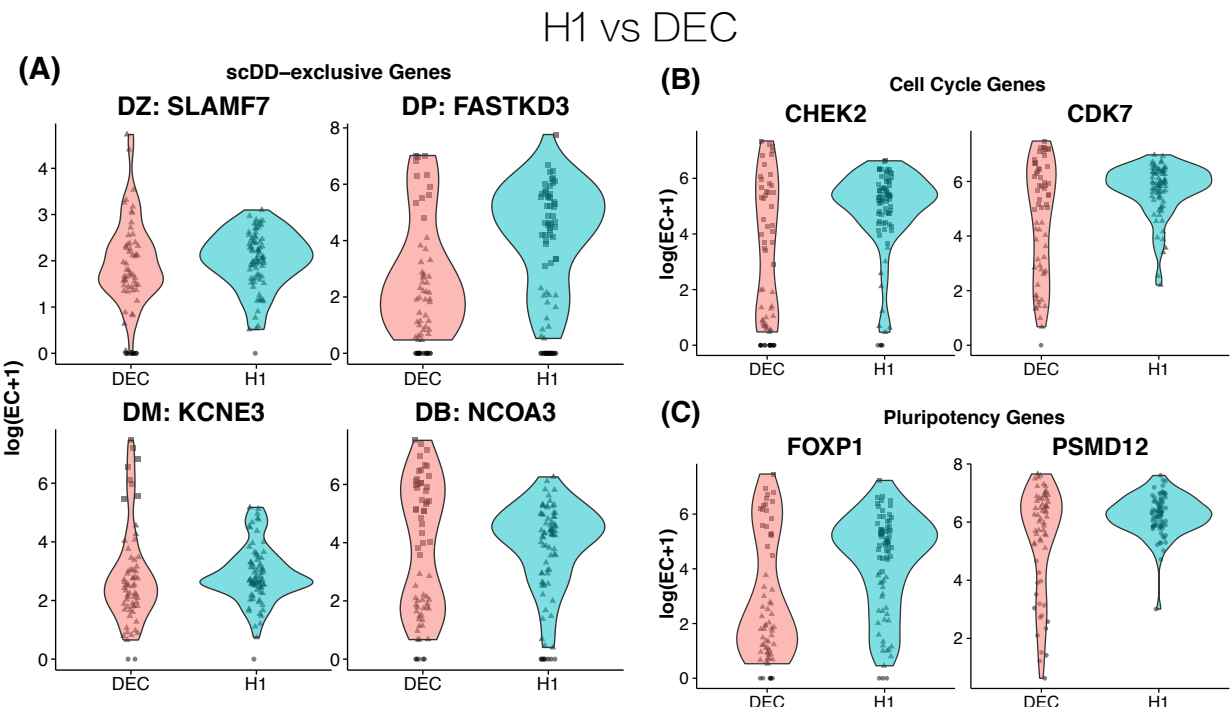 H1 vs DEC
(A)
scDD−exclusive Genes
DZ: SLAMF7
DP: FASTKD3
4
3
2
1
0
DEC
H1
8
6
4
2
0
DEC
H1
DM: KCNE3
DB: NCOA3
6
4
2
0
DEC
H1
6
4
2
0
DEC
H1
log(EC+1)
(B)
Cell Cycle Genes
CHEK2
CDK7
log(EC+1)
6
4
2
0
DEC
H1
6
4
2
0
DEC
H1
(C)
Pluripotency Genes
FOXP1
PSMD12
log(EC+1)
6
4
2
0
DEC
H1
8
6
4
2
DEC
H1